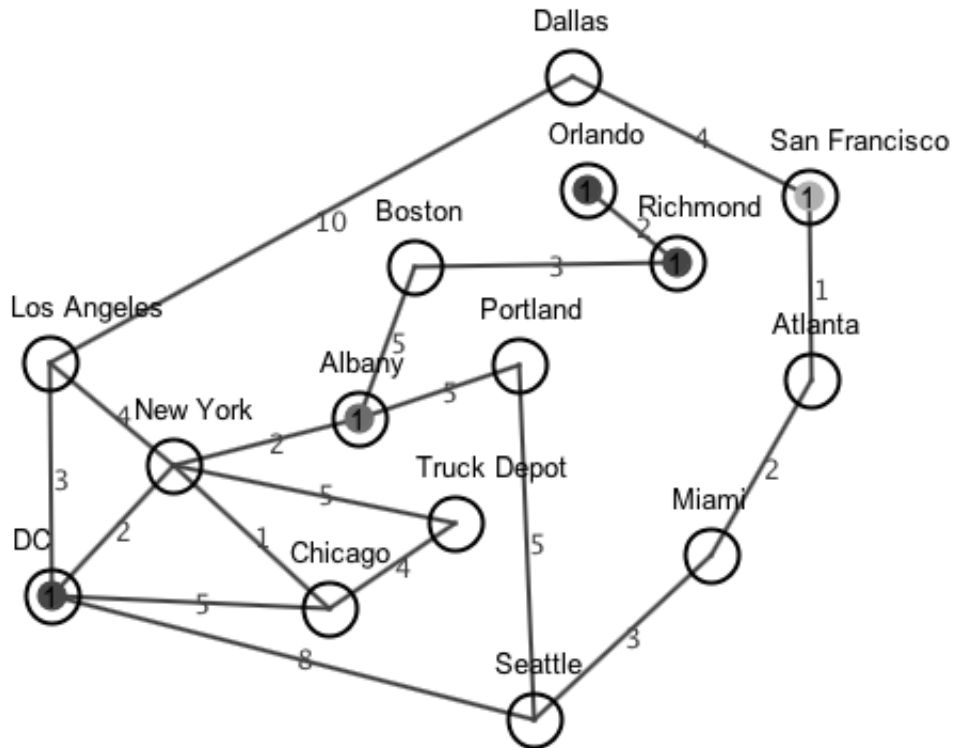 Dallas
4
Orlando
San Francisco
1
1
Richmond
2
10
Boston
1
3
1
Portland
Los Angeles
Atlanta
5
Albany
5
4
New York
1
2
Truck Depot
2
3
5
Miami
2
DC
1
5
Chicago
4
1
5
3
8
Seattle